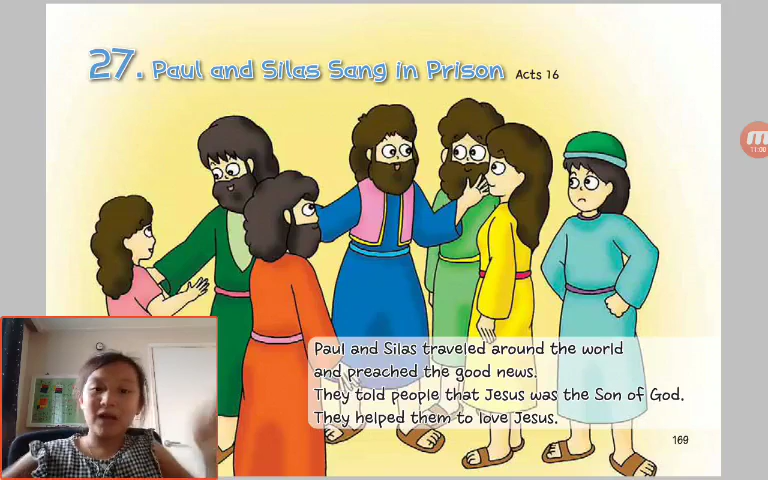 27. Paul and Silas Sang in Prison Acts 16
Paul and Silas traveled around the world
and preached the good news.
They told people that Jesus was the Son of God.
They helped them to love Jesus.
169
M
11:00